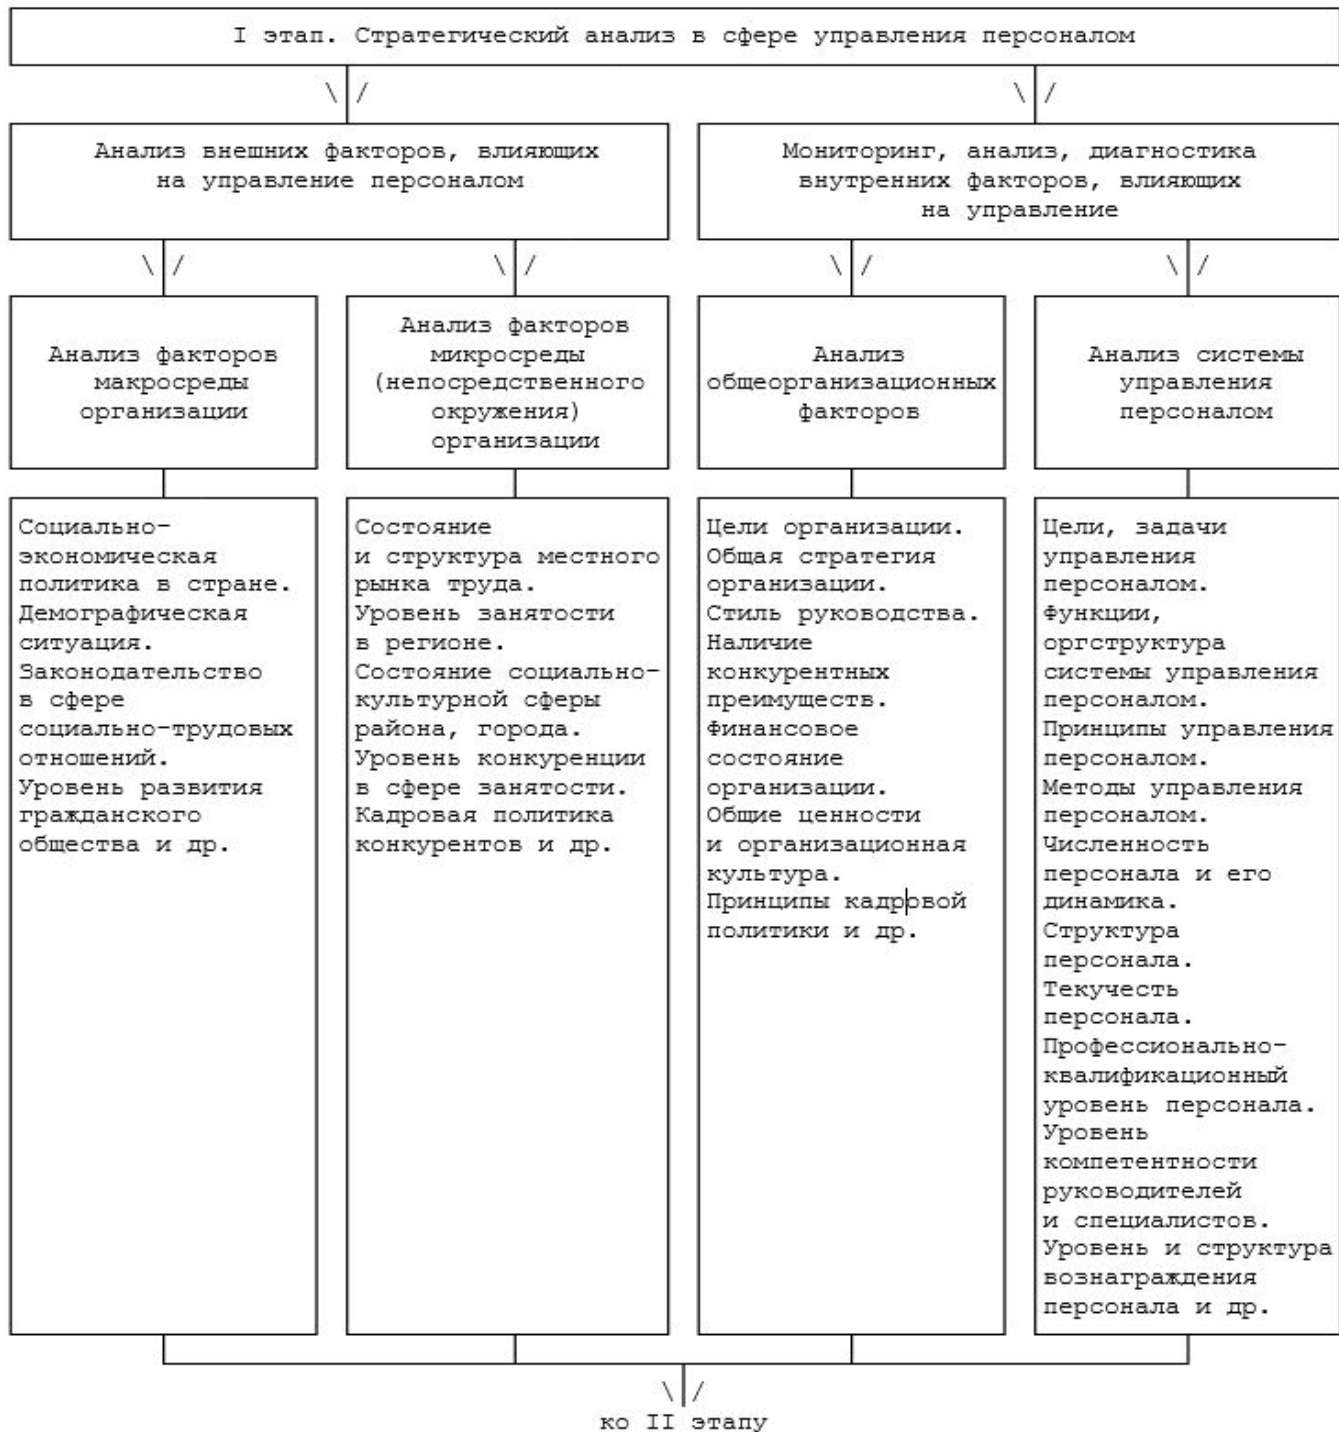 I этап. Стратегический анализ в сфере управления персоналом
Анализ внешних факторов, влияющих
на управление персоналом
Мониторинг, анализ, диагностика
внутренних факторов, влияющих
на управление
Анализ факторов
макросреды
организации
Анализ факторов
микросреды
(непосредственного
окружения)
организации
Анализ
общеорганизационных
факторов
Анализ системы
управления
персоналом
Социально-
экономическая
политика в стране.
Демографическая
ситуация.
Законодательство
в сфере
социально-трудовых
отношений.
Уровень развития
гражданского
общества и др.
Состояние
и структура местного
рынка труда.
Уровень занятости
в регионе.
Состояние социально-
культурной сферы
района, города.
Уровень конкуренции
в сфере занятости.
Кадровая политика
конкурентов и др.
Цели организации.
Общая стратегия
организации.
Стиль руководства.
Наличие
конкурентных
преимуществ.
Финансовое
состояние
организации.
Общие ценности
и организационная
культура.
Принципы кадровой
политики и др.
Цели, задачи
управления
персоналом.
Функции,
оргструктура
системы управления
персоналом.
Принципы управления
персоналом.
Методы управления
персоналом.
Численность
персонала и его
динамика.
Структура
персонала.
Текучесть
персонала.
Профессионально-
квалификационный
уровень персонала.
Уровень
компетентности
руководителей
и специалистов.
Уровень и структура
вознаграждения
персонала и др.
ко II этапу